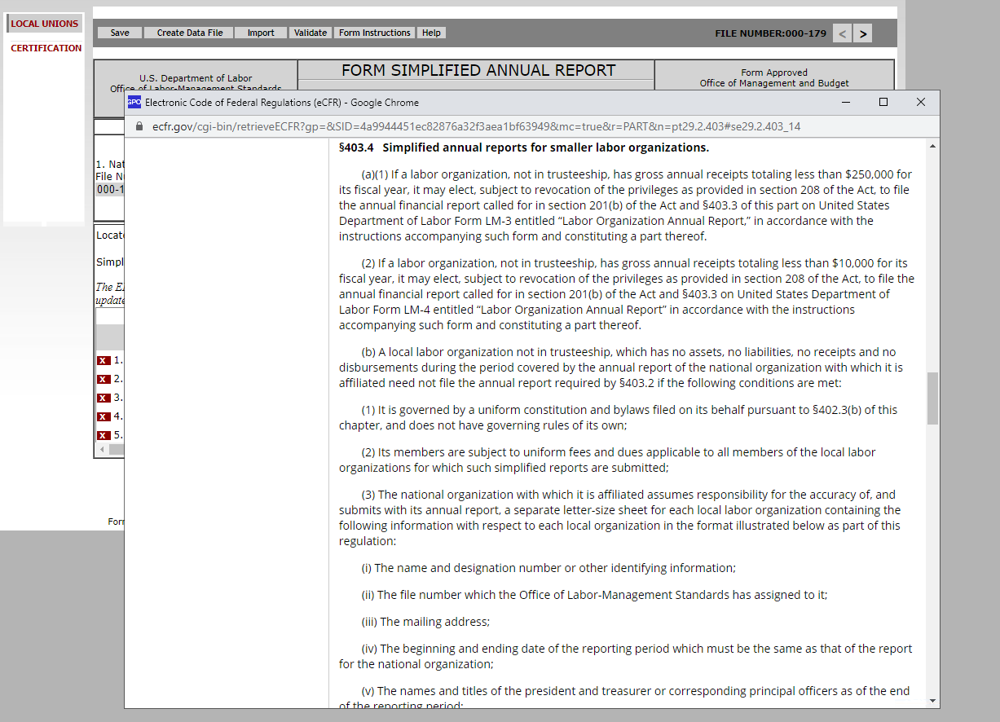 LOCAL UNIONS
CERTIFICATION
Save Create Data File Import Validate Form Instructions Help FILE NUMBER:000-179 < >
U.S. Department of Labor
Office of Labor-Management Standards
FORM SIMPLIFIED ANNUAL REPORT
Form Approved
Office of Management and Budget
1. Nat
File N
000-1
Locat
Simpl
The E
update
X 1.
X 2.
X 3.
X 4.
X 5.
For
GPO Electronic Code of Federal Regulations (eCFR) - Google Chrome
ecfr.gov/cgi-bin/retrieveECFR?gp=&SID=4a9944451ec82876a32f3aea1bf63949&mc=true&r=PART&n=pt29.2.403#se29.2.403_14
§403.4 Simplified annual reports for smaller labor organizations.
(a)(1) If a labor organization, not in trusteeship, has gross annual receipts totaling less than $250,000 for
its fiscal year, it may elect, subject to revocation of the privileges as provided in section 208 of the Act, to file
the annual financial report called for in section 201(b) of the Act and §403.3 of this part on United States
Department of Labor Form LM-3 entitled “Labor Organization Annual Report,” in accordance with the
instructions accompanying such form and constituting a part thereof.
(2) If a labor organization, not in trusteeship, has gross annual receipts totaling less than $10,000 for its
fiscal year, it may elect, subject to revocation of the privileges as provided in section 208 of the Act, to file the
annual financial report called for in section 201(b) of the Act and §403.3 on United States Department of
Labor Form LM-4 entitled “Labor Organization Annual Report” in accordance with the instructions
accompanying such form and constituting a part thereof.
(b) A local labor organization not in trusteeship, which has no assets, no liabilities, no receipts and no
disbursements during the period covered by the annual report of the national organization with which it is
affiliated need not file the annual report required by §403.2 if the following conditions are met:
(1) It is governed by a uniform constitution and bylaws filed on its behalf pursuant to §402.3(b) of this
chapter, and does not have governing rules of its own;
(2) Its members are subject to uniform fees and dues applicable to all members of the local labor
organizations for which such simplified reports are submitted;
(3) The national organization with which it is affiliated assumes responsibility for the accuracy of, and
submits with its annual report, a separate letter-size sheet for each local labor organization containing the
following information with respect to each local organization in the format illustrated below as part of this
regulation:
(i) The name and designation number or other identifying information;
(ii) The file number which the Office of Labor-Management Standards has assigned to it;
(iii) The mailing address;
(iv) The beginning and ending date of the reporting period which must be the same as that of the report
for the national organization;
(v) The names and titles of the president and treasurer or corresponding principal officers as of the end
of the reporting period;